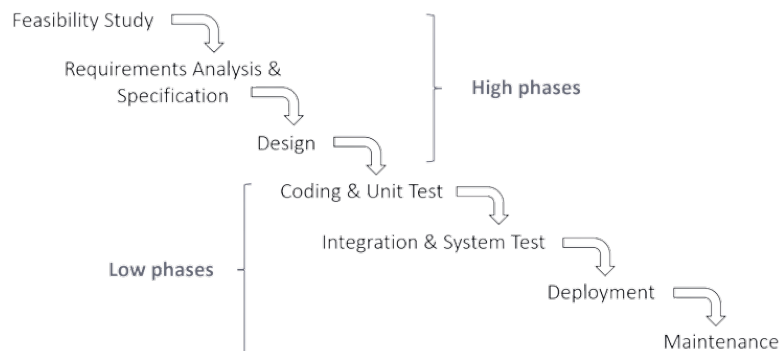 Feasibility Study
Requirements Analysis &
Specification
High phases
Design
Coding & Unit Test
Integration & System Test
Low phases
Deployment
Maintenance